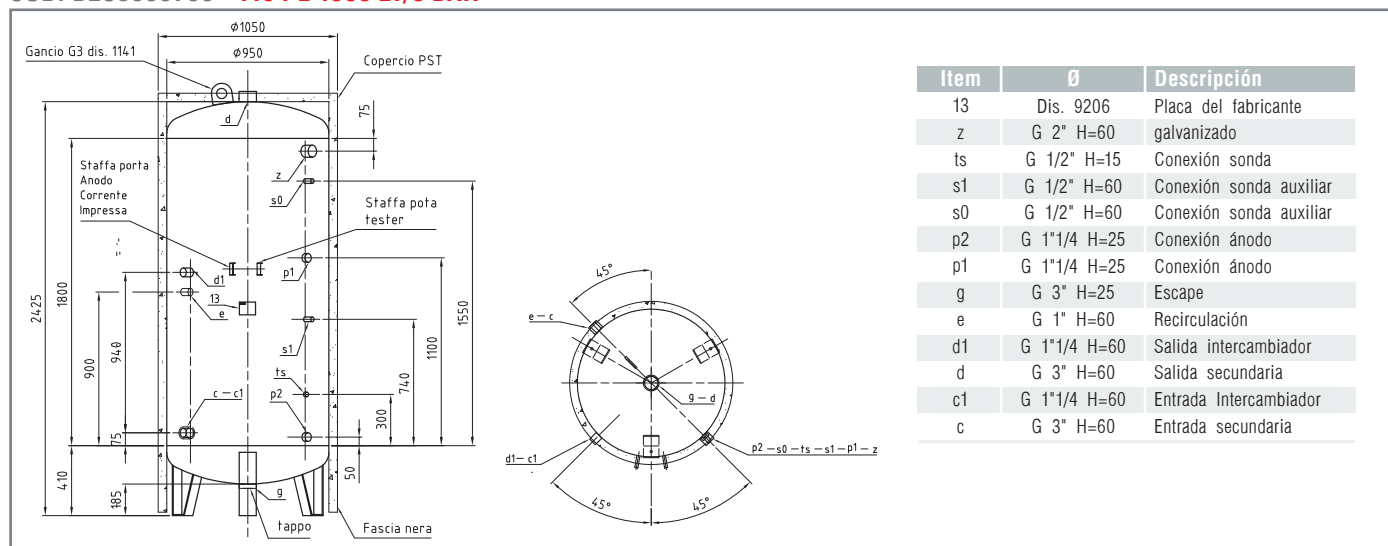 Ø1050
Gancio G3 dis. 1141
Ø950
Copercio PST
d
75
z
s0
Staffa porta
Anodo
Corrente
Impressa
Staffa pota
tester
p1
d1
13
e
2425
1800
940
900
75
s1
ts
c — c1
p2
1550
1100
740
300
50
410
185
g
tappo
Fascia nera
45°
e — c
g — d
d1— c1
p2 —s0 —ts —s1 —p1 — z
45°
45°
Item Ø Descripción
13 Dis. 9206 Placa del fabricante
z G 2" H=60 galvanizado
ts G 1/2" H=15 Conexión sonda
s1 G 1/2" H=60 Conexión sonda auxiliar
s0 G 1/2" H=60 Conexión sonda auxiliar
p2 G 1"1/4 H=25 Conexión ánodo
p1 G 1"1/4 H=25 Conexión ánodo
g G 3" H=25 Escape
e G 1" H=60 Recirculación
d1 G 1"1/4 H=60 Salida intercambiador
d G 3" H=60 Salida secundaria
c1 G 1"1/4 H=60 Entrada Intercambiador
c G 3" H=60 Entrada secundaria